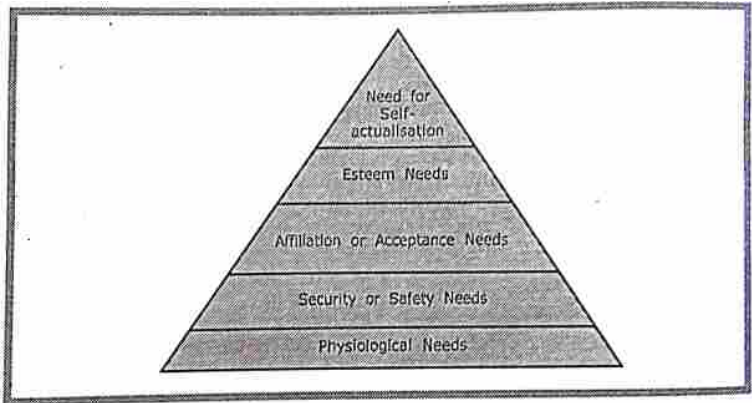 Need for
Self-
actualisation
Esteem Needs
Affiliation or Acceptance Needs
Security or Safety Needs
Physiological Needs